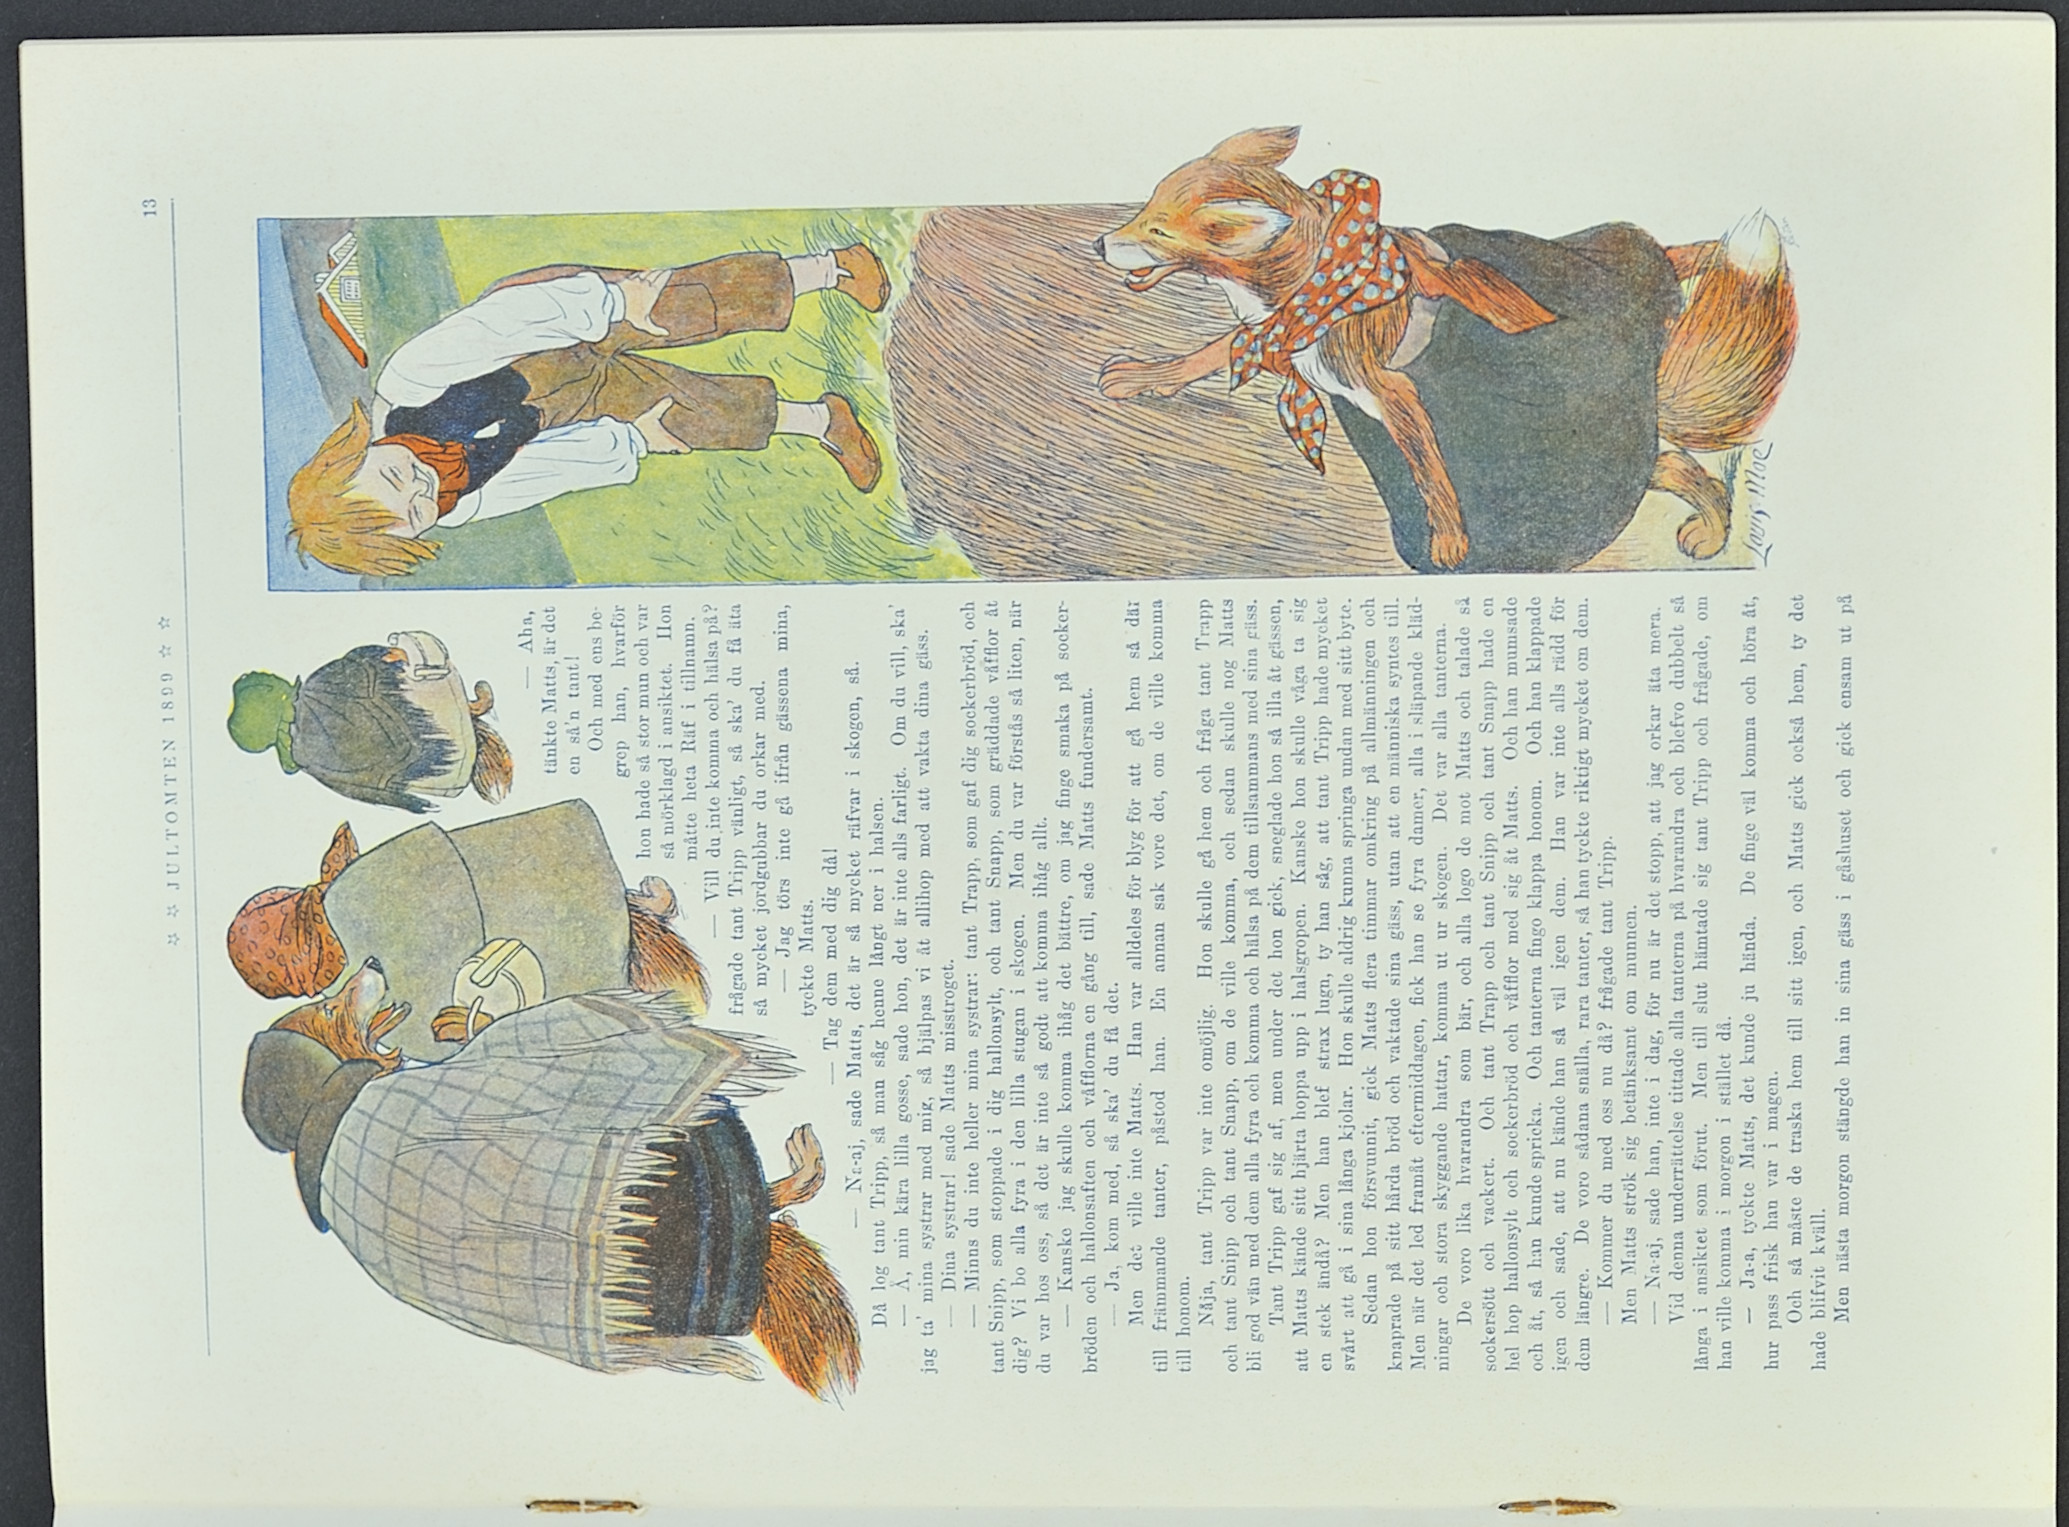 ☆ ☆ JULTOMTEN 1899 ☆ ☆
13
— Aha,
tänkte Matts, är det
en så'n tant!
Och med ens be-
grep han, hvarför
hon hade så stor mun och var
så mörklagd i ansiktet. Hon
måtte heta Räf i tillnamn.
— Vill du inte komma och hälsa på?
frågade tant Tripp vänligt, så ska' du få äta
så mycket jordgubbar du orkar med.
— Jag törs inte gå ifrån gässena mina,
tyckte Matts.
— Tag dem med dig då!
— Na-aj, sade Matts, det är så mycket räfvar i skogen, så.
Då log tant Tripp, så man såg henne långt ner i halsen.
— Å, min kära lilla gosse, sade hon, det är inte alls farligt. Om du vill, ska'
jag ta' mina systrar med mig, så hjälpas vi åt allihop med att vakta dina gäss.
— Dina systrar! sade Matts misstroget.
— Minns du inte heller mina systrar: tant Trapp, som gaf dig sockerbröd, och
tant Snipp, som stoppade i dig hallonsylt, och tant Snapp, som gräddade våfflor åt
dig? Vi bo alla fyra i den lilla stugan i skogen. Men du var förstås så liten, när
du var hos oss, så det är inte så godt att komma ihåg allt.
— Kanske jag skulle komma ihåg det bättre, om jag finge smaka på socker-
bröden och hallonsaften och våfflorna en gång till, sade Matts fundersamt.
— Ja, kom med, så ska' du få det.
Men det ville inte Matts. Han var alldeles för blyg för att gå hem så där
till främmande tanter, påstod han. En annan sak vore det, om de ville komma
till honom.
Nåja, tant Tripp var inte omöjlig. Hon skulle gå hem och fråga tant Trapp
och tant Snipp och tant Snapp, om de ville komma, och sedan skulle nog Matts
bli god vän med dem alla fyra och komma och hälsa på dem tillsammans med sina gäss.
Tant Tripp gaf sig af, men under det hon gick, sneglade hon så illa åt gässen,
att Matts kände sitt hjärta hoppa upp i halsgropen. Kanske hon skulle våga ta sig
en stek ändå? Men han blef strax lugn, ty han såg, att tant Tripp hade mycket
svårt att gå i sina långa kjolar. Hon skulle aldrig kunna springa undan med sitt byte.
Sedan hon försvunnit, gick Matts flera timmar omkring på allmänningen och
knaprade på sitt hårda bröd och vaktade sina gäss, utan att en människa syntes till.
Men när det led framåt eftermiddagen, fick han se fyra damer, alla i släpande kläd-
ningar och stora skyggande hattar, komma ut ur skogen. Det var alla tanterna.
De voro lika hvarandra som bär, och alla logo de mot Matts och talade så
sockersött och vackert. Och tant Trapp och tant Snipp och tant Snapp hade en
hel hop hallonsylt och sockerbröd och våfflor med sig åt Matts. Och han mumsade
och åt, så han kunde spricka. Och tanterna fingo klappa honom. Och han klappade
igen och sade, att nu kände han så väl igen dem. Han var inte alls rädd för
dem längre. De voro sådana snälla, rara tanter, så han tyckte riktigt mycket om dem.
— Kommer du med oss nu då? frågade tant Tripp.
Men Matts strök sig betänksamt om munnen.
— Na-aj, sade han, inte i dag, för nu är det stopp, att jag orkar äta mera.
Vid denna underrättelse tittade alla tanterna på hvarandra och blefvo dubbelt så
långa i ansiktet som förut. Men till slut hämtade sig tant Tripp och frågade, om
han ville komma i morgon i stället då.
— Ja-a, tyckte Matts, det kunde ju hända. De finge väl komma och höra åt,
hur pass frisk han var i magen.
Och så måste de traska hem till sitt igen, och Matts gick också hem, ty det
hade blifvit kväll.
Men nästa morgon stängde han in sina gäss i gåshuset och gick ensam ut på
Louis Moe